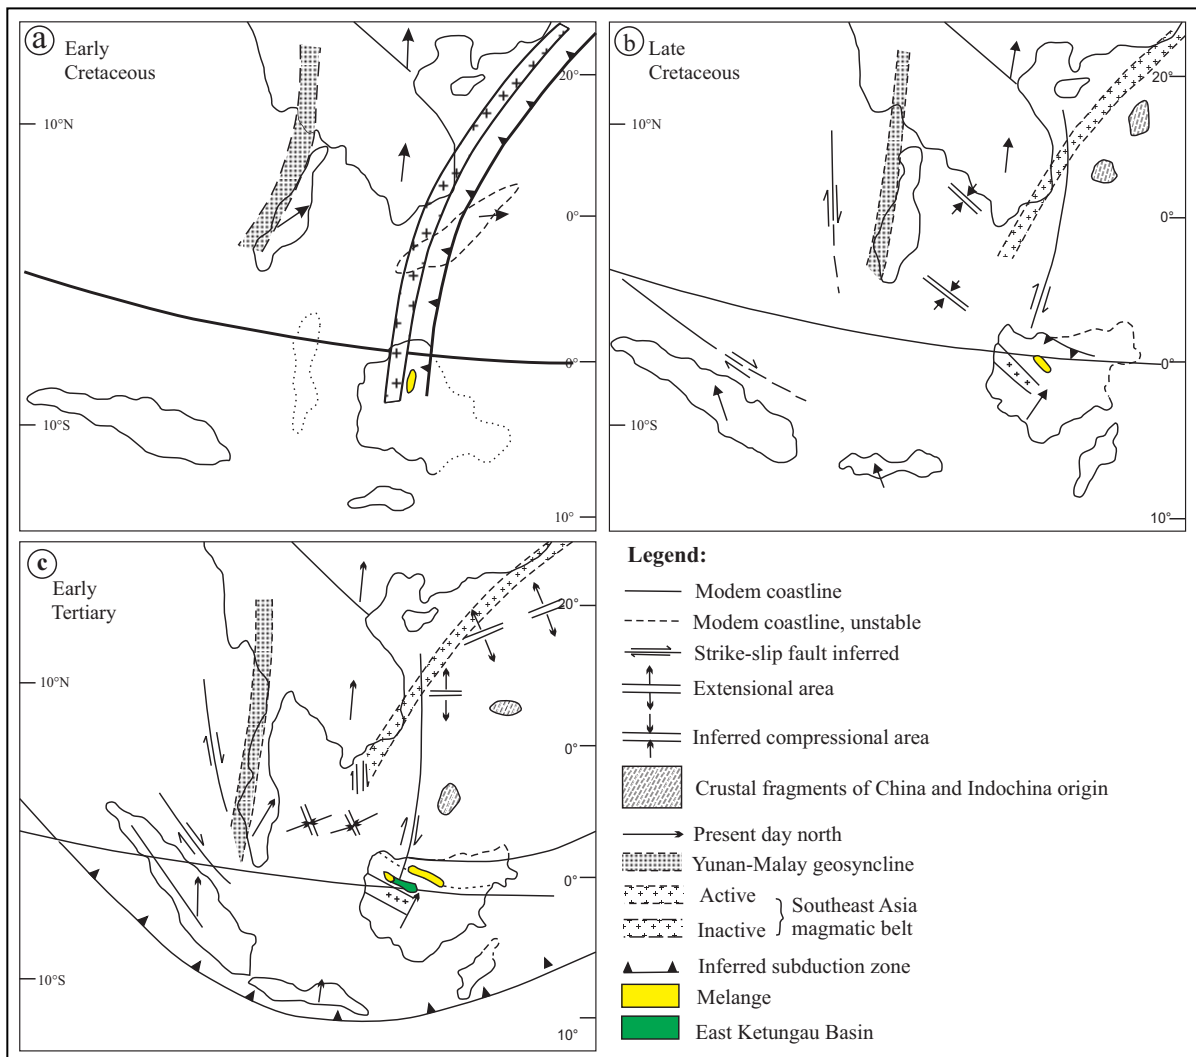 a
Early
Cretaceous
20°
10°N
0°
0°
10°S
10°
b
Late
Cretaceous
20°
10°N
0°
0°
10°S
10°
c
Early
Tertiary
20°
10°N
0°
0°
10°S
10°
Legend:
Modem coastline
Modem coastline, unstable
Strike-slip fault inferred
Extensional area
Inferred compressional area
Crustal fragments of China and Indochina origin
Present day north
Yunan-Malay geosyncline
Active
Inactive
Southeast Asia
magmatic belt
Inferred subduction zone
Melange
East Ketungau Basin